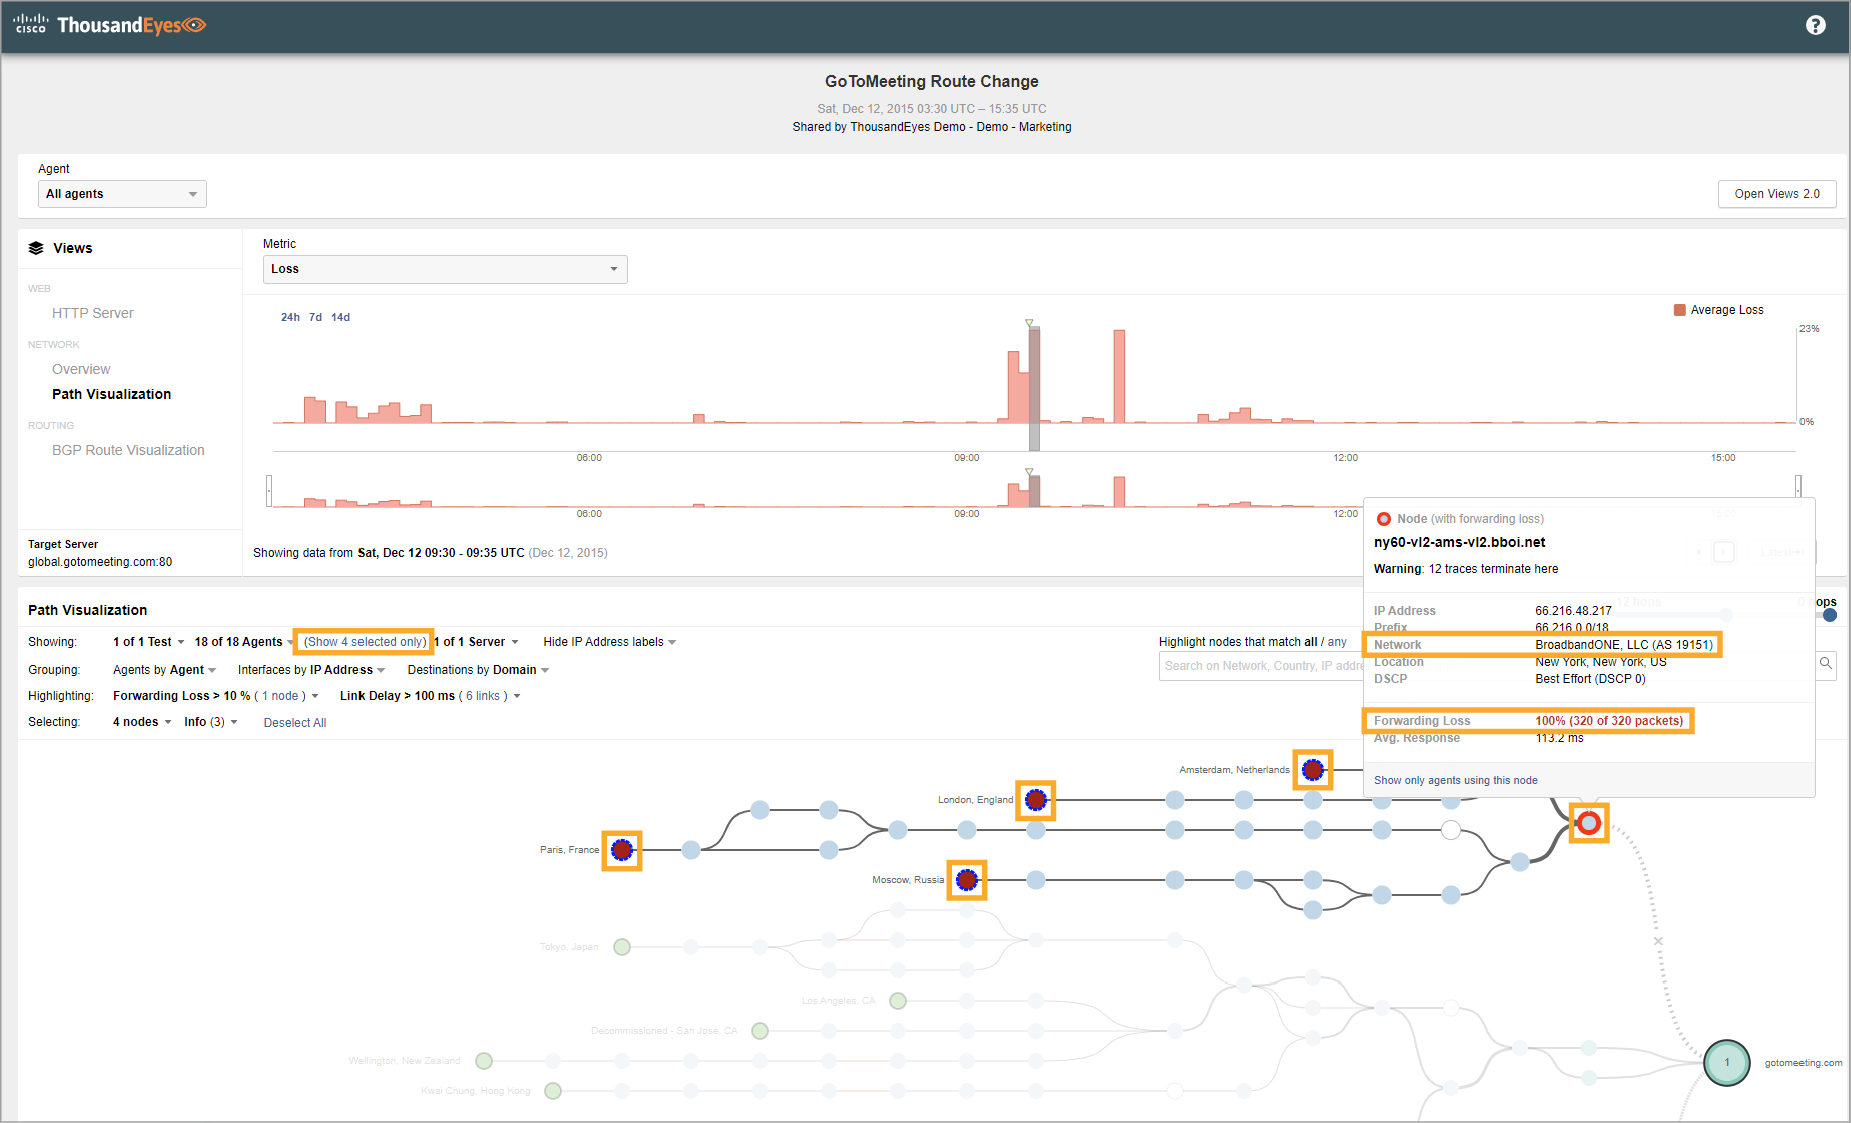 cisco ThousandEyes
?
GoToMeeting Route Change
Sat, Dec 12, 2015 03:30 UTC – 15:35 UTC
Shared by ThousandEyes Demo - Demo - Marketing
Agent
All agents
Open Views 2.0
Views
WEB
HTTP Server
NETWORK
Overview
Path Visualization
ROUTING
BGP Route Visualization
Target Server
global.gotomeeting.com:80
Metric
Loss
24h 7d 14d
Average Loss
23%
0%
06:00 09:00 12:00 15:00
06:00 09:00 12:00
Showing data from Sat, Dec 12 09:30 - 09:35 UTC (Dec 12, 2015)
Latest
Node (with forwarding loss)
ny60-vl2-ams-vl2.bboi.net
Warning: 12 traces terminate here
12 hops
0 hops
IP Address 66.216.48.217
Prefix 66.216.0.0/18
Network BroadbandONE, LLC (AS 19151)
Location New York, New York, US
DSCP Best Effort (DSCP 0)
Forwarding Loss 100% (320 of 320 packets)
Avg. Response 113.2 ms
Show only agents using this node
Path Visualization
Showing: 1 of 1 Test 18 of 18 Agents (Show 4 selected only) 1 of 1 Server Hide IP Address labels
Highlight nodes that match all / any
Grouping: Agents by Agent Interfaces by IP Address Destinations by Domain
Search on Network, Country, IP addre
Highlighting: Forwarding Loss > 10 % ( 1 node ) Link Delay > 100 ms ( 6 links )
Selecting: 4 nodes Info (3) Deselect All
Amsterdam, Netherlands
London, England
Paris, France
Moscow, Russia
Tokyo, Japan
Los Angeles, CA
Decommissioned - San Jose, CA
Wellington, New Zealand
Kwai Chung, Hong Kong
1 gotomeeting.com